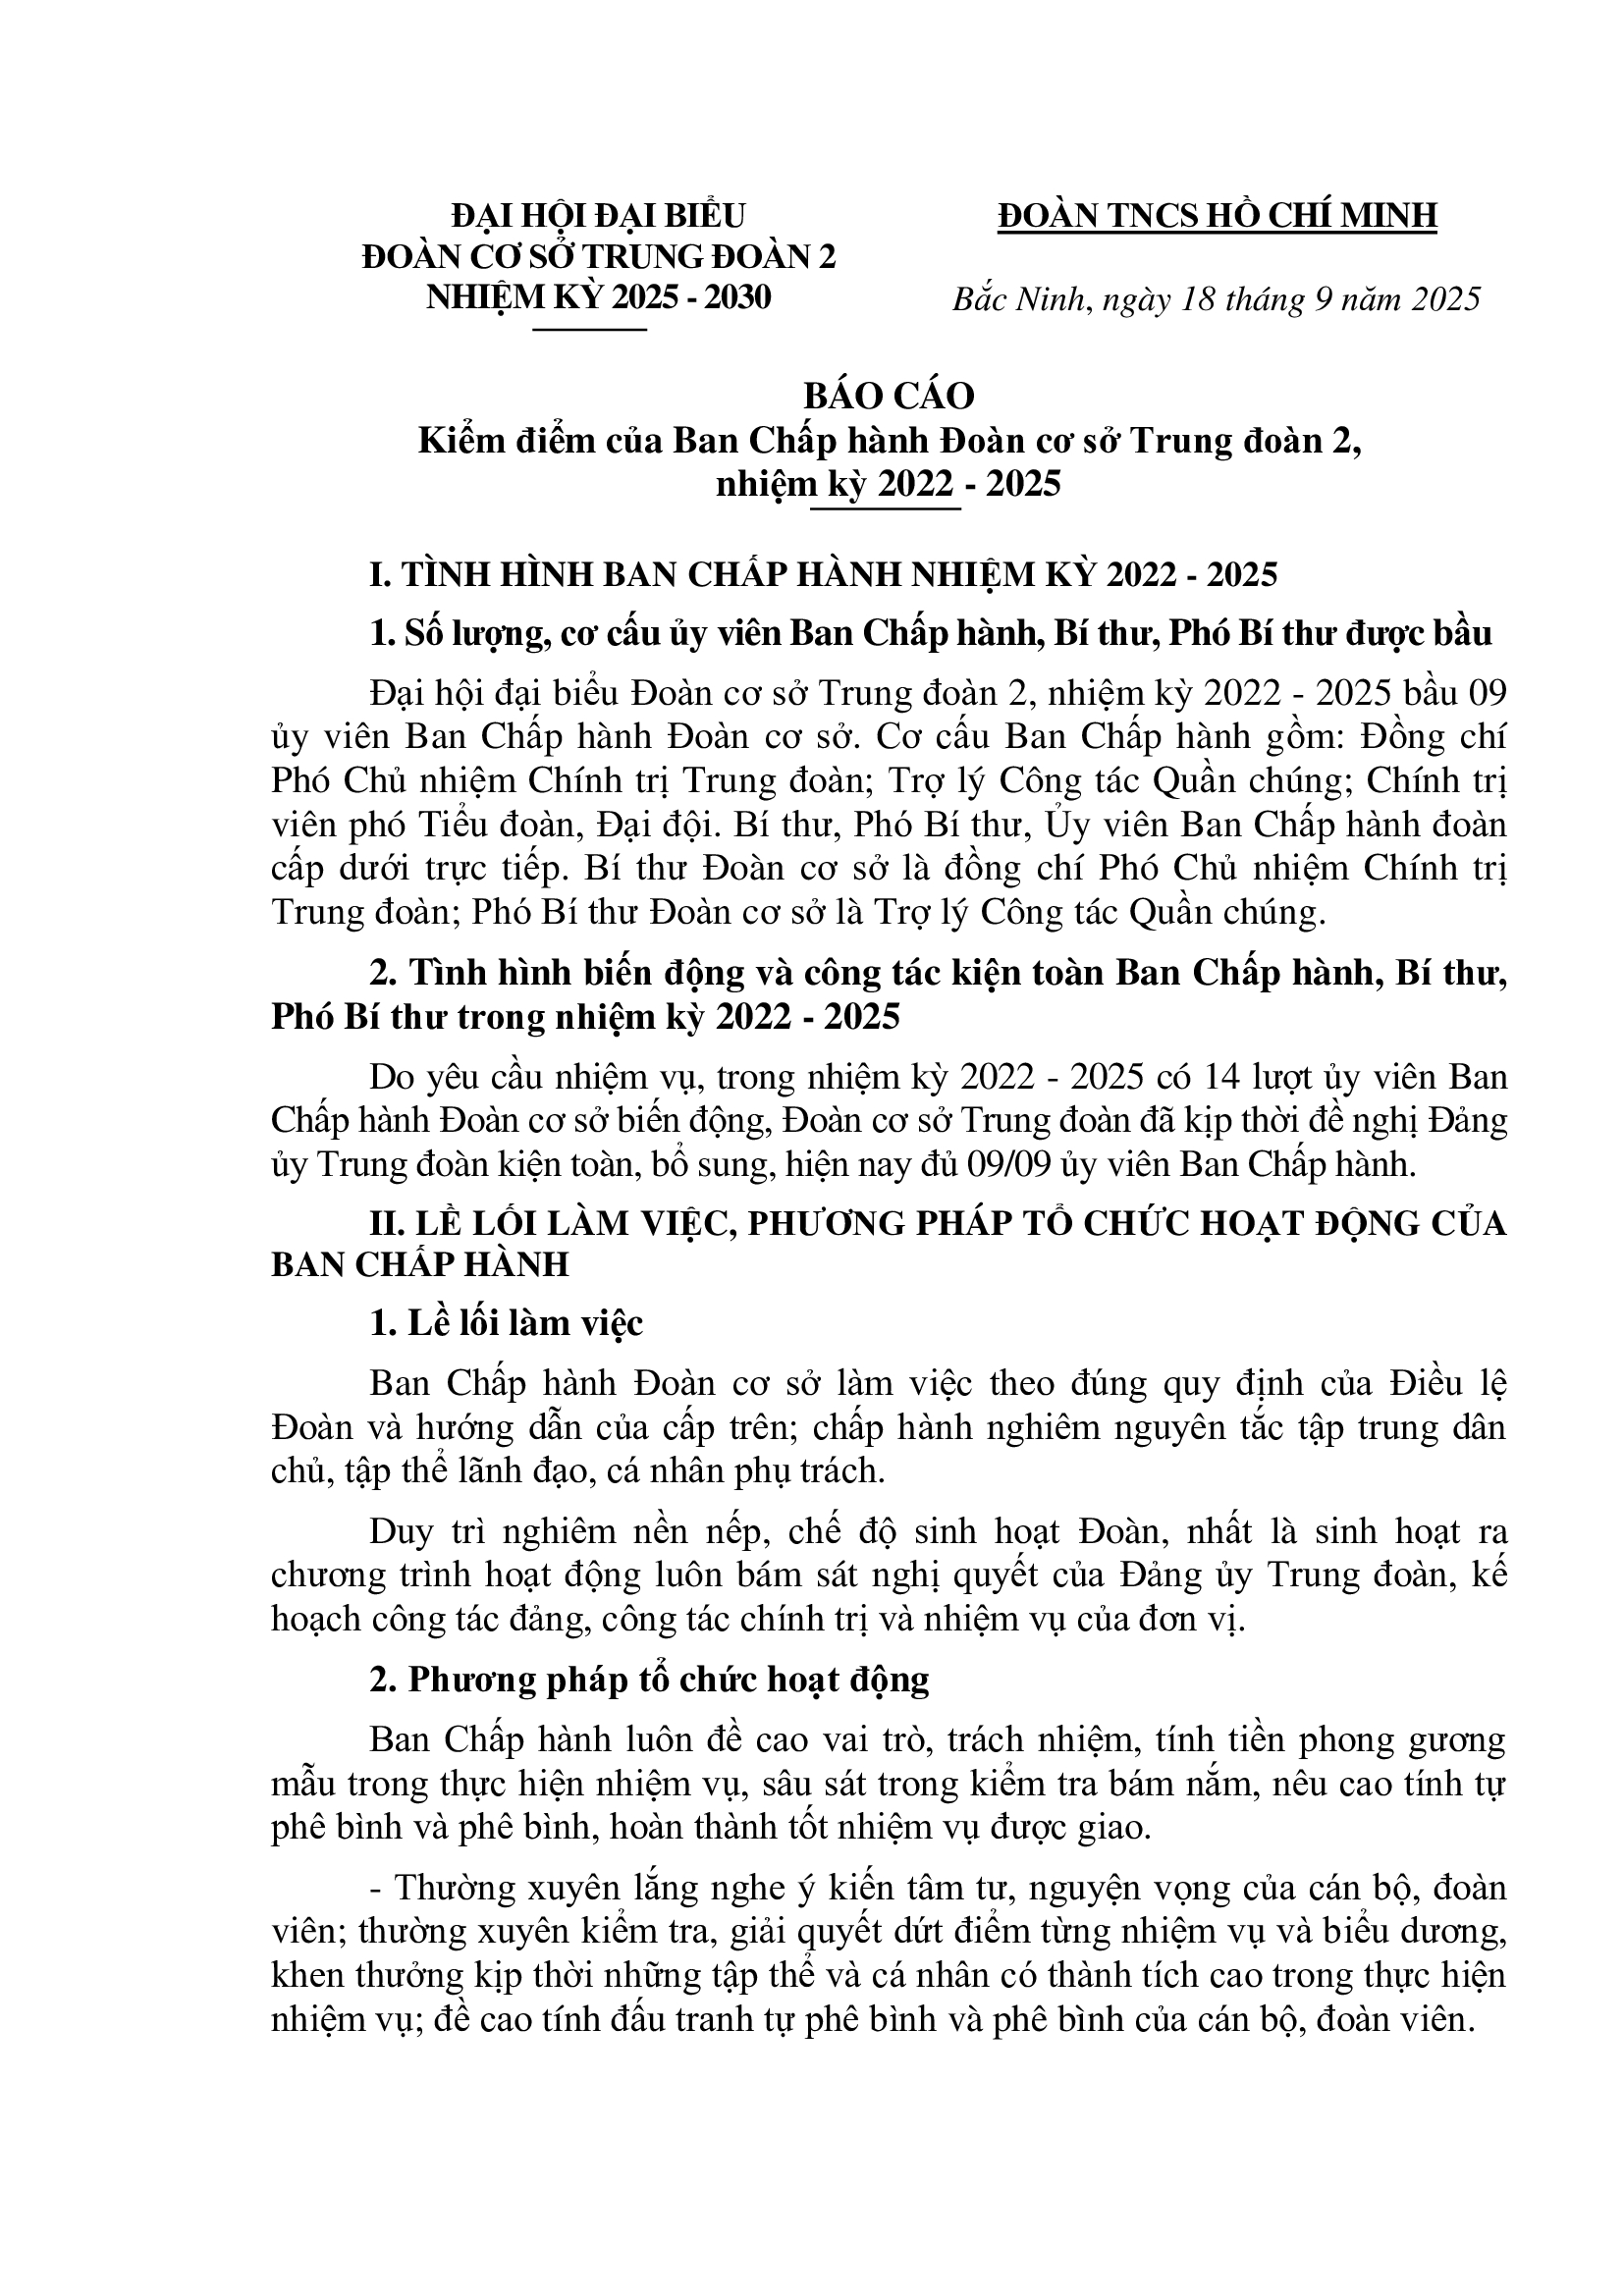 ĐẠI HỘI ĐẠI BIỂU
ĐOÀN CƠ SỞ TRUNG ĐOÀN 2
NHIỆM KỲ 2025 - 2030
ĐOÀN TNCS HỒ CHÍ MINH
Bắc Ninh, ngày 18 tháng 9 năm 2025
BÁO CÁO
Kiểm điểm của Ban Chấp hành Đoàn cơ sở Trung đoàn 2,
nhiệm kỳ 2022 - 2025
I. TÌNH HÌNH BAN CHẤP HÀNH NHIỆM KỲ 2022 - 2025
1. Số lượng, cơ cấu ủy viên Ban Chấp hành, Bí thư, Phó Bí thư được bầu
Đại hội đại biểu Đoàn cơ sở Trung đoàn 2, nhiệm kỳ 2022 - 2025 bầu 09
ủy viên Ban Chấp hành Đoàn cơ sở. Cơ cấu Ban Chấp hành gồm: Đồng chí
Phó Chủ nhiệm Chính trị Trung đoàn; Trợ lý Công tác Quần chúng; Chính trị
viên phó Tiểu đoàn, Đại đội. Bí thư, Phó Bí thư, Ủy viên Ban Chấp hành đoàn
cấp dưới trực tiếp. Bí thư Đoàn cơ sở là đồng chí Phó Chủ nhiệm Chính trị
Trung đoàn; Phó Bí thư Đoàn cơ sở là Trợ lý Công tác Quần chúng.
2. Tình hình biến động và công tác kiện toàn Ban Chấp hành, Bí thư,
Phó Bí thư trong nhiệm kỳ 2022 - 2025
Do yêu cầu nhiệm vụ, trong nhiệm kỳ 2022 - 2025 có 14 lượt ủy viên Ban
Chấp hành Đoàn cơ sở biến động, Đoàn cơ sở Trung đoàn đã kịp thời đề nghị Đảng
ủy Trung đoàn kiện toàn, bổ sung, hiện nay đủ 09/09 ủy viên Ban Chấp hành.
II. LỀ LỐI LÀM VIỆC, PHƯƠNG PHÁP TỔ CHỨC HOẠT ĐỘNG CỦA
BAN CHẤP HÀNH
1. Lề lối làm việc
Ban Chấp hành Đoàn cơ sở làm việc theo đúng quy định của Điều lệ
Đoàn và hướng dẫn của cấp trên; chấp hành nghiêm nguyên tắc tập trung dân
chủ, tập thể lãnh đạo, cá nhân phụ trách.
Duy trì nghiêm nền nếp, chế độ sinh hoạt Đoàn, nhất là sinh hoạt ra
chương trình hoạt động luôn bám sát nghị quyết của Đảng ủy Trung đoàn, kế
hoạch công tác đảng, công tác chính trị và nhiệm vụ của đơn vị.
2. Phương pháp tổ chức hoạt động
Ban Chấp hành luôn đề cao vai trò, trách nhiệm, tính tiền phong gương
mẫu trong thực hiện nhiệm vụ, sâu sát trong kiểm tra bám nắm, nêu cao tính tự
phê bình và phê bình, hoàn thành tốt nhiệm vụ được giao.
- Thường xuyên lắng nghe ý kiến tâm tư, nguyện vọng của cán bộ, đoàn
viên; thường xuyên kiểm tra, giải quyết dứt điểm từng nhiệm vụ và biểu dương,
khen thưởng kịp thời những tập thể và cá nhân có thành tích cao trong thực hiện
nhiệm vụ; đề cao tính đấu tranh tự phê bình và phê bình của cán bộ, đoàn viên.